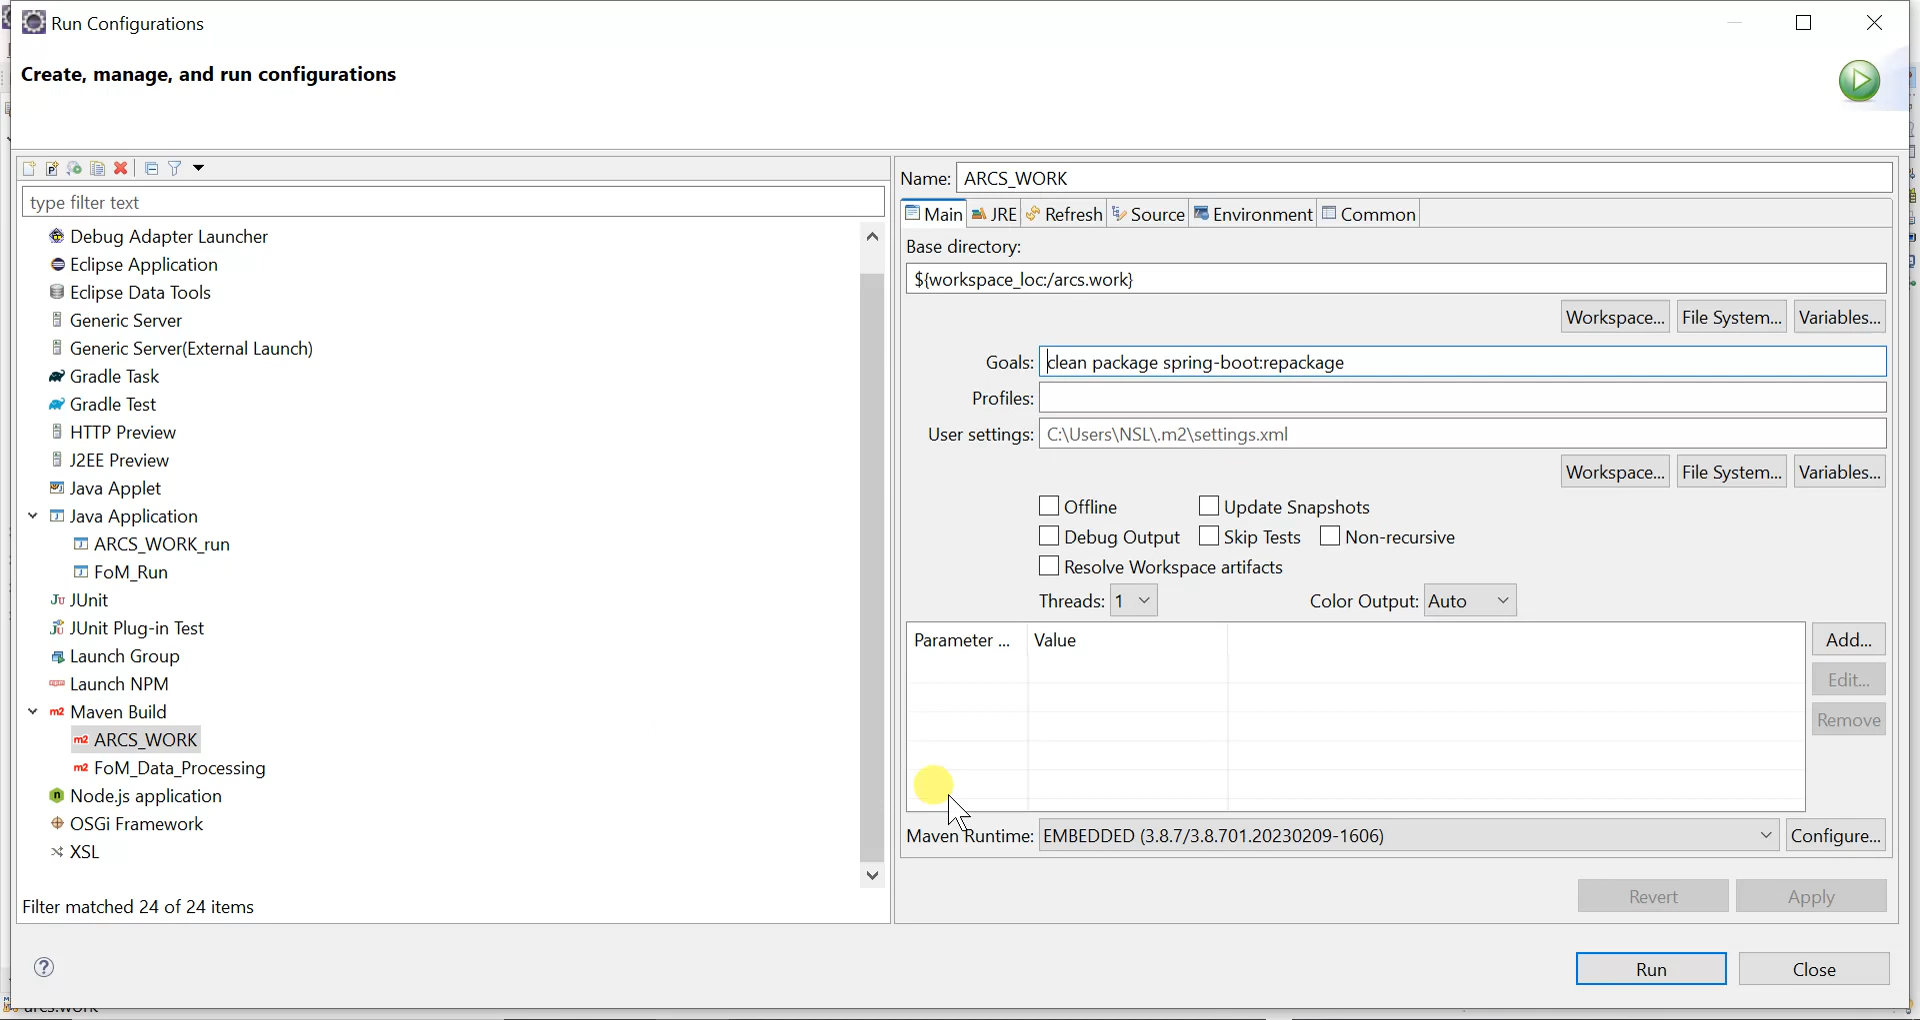 Run Configurations
Create, manage, and run configurations
type filter text
Debug Adapter Launcher
Eclipse Application
Eclipse Data Tools
Generic Server
Generic Server(External Launch)
Gradle Task
Gradle Test
HTTP Preview
J2EE Preview
Java Applet
Java Application
ARCS_WORK_run
FoM_Run
JUnit
JUnit Plug-in Test
Launch Group
Launch NPM
Maven Build
ARCS_WORK
FoM_Data_Processing
Node.js application
OSGi Framework
XSL
Filter matched 24 of 24 items
Name: ARCS_WORK
Main JRE Refresh Source Environment Common
Base directory:
${workspace_loc:/arcs.work}
Workspace... File System... Variables...
Goals: clean package spring-boot:repackage
Profiles:
User settings: C:\Users\NSL\.m2\settings.xml
Workspace... File System... Variables...
Offline Update Snapshots
Debug Output Skip Tests Non-recursive
Resolve Workspace artifacts
Threads: 1 Color Output: Auto
Parameter ... Value
Add...
Edit...
Remove
Maven Runtime: EMBEDDED (3.8.7/3.8.701.20230209-1606) Configure...
Revert Apply
Run Close